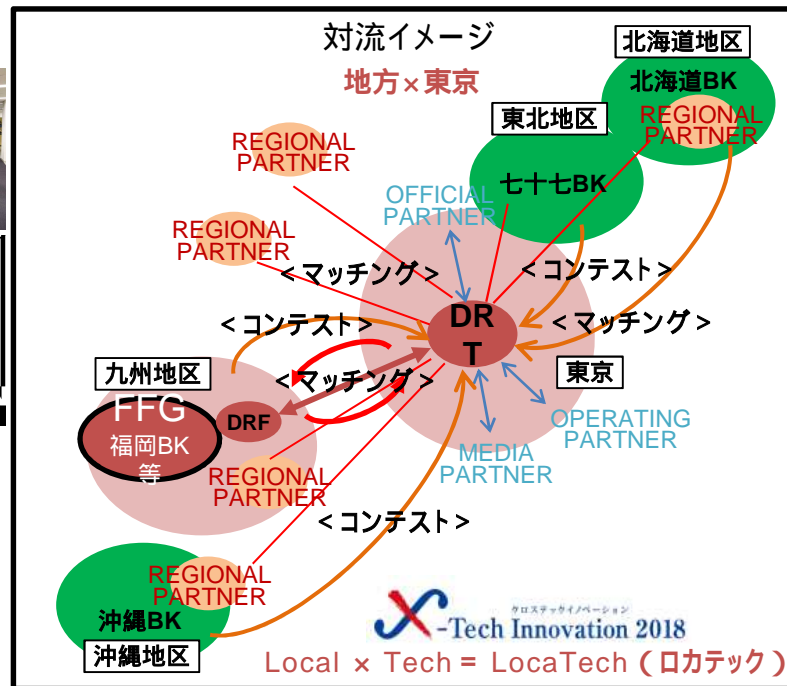 対流イメージ
地方×東京
北海道地区
北海道BK
REGIONAL
PARTNER
東北地区
七十七BK
REGIONAL
PARTNER
OFFICIAL
PARTNER
REGIONAL
PARTNER
<マッチング>
<コンテスト>
<コンテスト>
<マッチング>
DR
T
東京
九州地区
<マッチング>
FFG
福岡BK
等
DRF
REGIONAL
PARTNER
OPERATING
PARTNER
MEDIA
PARTNER
<コンテスト>
REGIONAL
PARTNER
沖縄BK
沖縄地区
クロステックイノベーション
X-Tech Innovation 2018
Local × Tech = LocaTech (ロカテック)